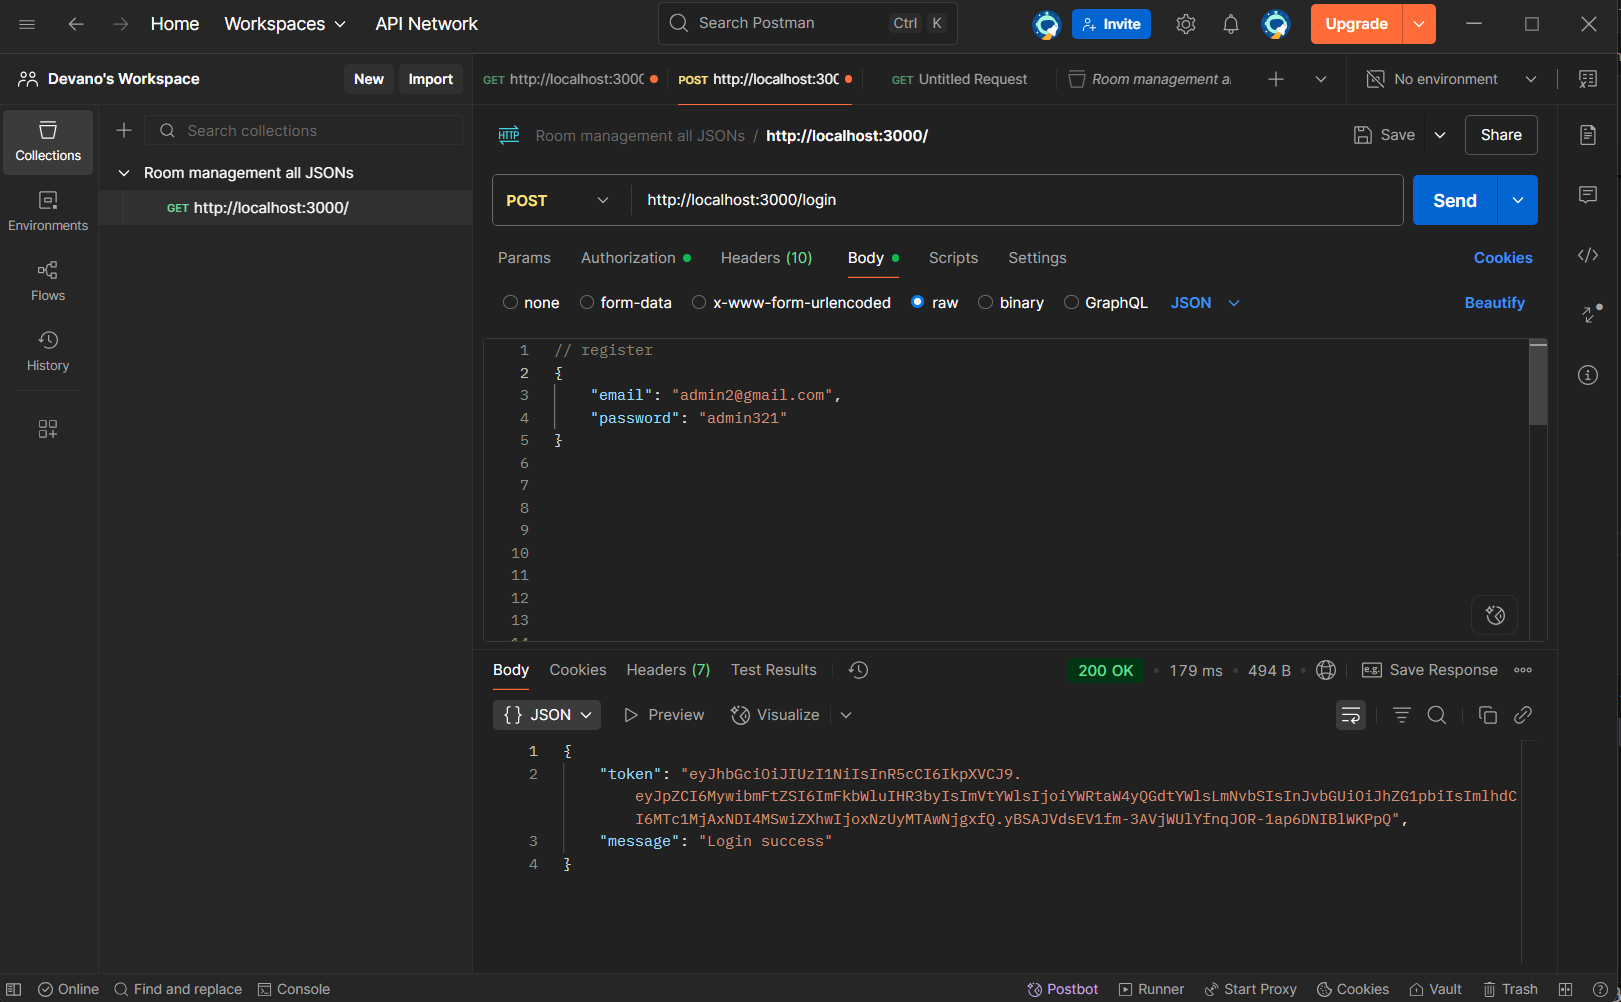 Home Workspaces API Network Search Postman Ctrl K Invite Upgrade
Devano's Workspace New Import GET http://localhost:300 POST http://localhost:300 GET Untitled Request Room management a No environment
Collections
Environments
Flows
History
Search collections
Room management all JSONs
GET http://localhost:3000/
HTTP Room management all JSONs / http://localhost:3000/ Save Share
POST http://localhost:3000/login Send
Params Authorization Headers (10) Body Scripts Settings Cookies
none form-data x-www-form-urlencoded raw binary GraphQL JSON Beautify
1 // register
2 {
3 "email": "admin2@gmail.com",
4 "password": "admin321"
5 }
6
7
8
9
10
11
12
13
14
Body Cookies Headers (7) Test Results 200 OK • 179 ms • 494 B • e.g. Save Response
{} JSON Preview Visualize
1 {
2 "token": "eyJhbGciOiJIUzI1NiIsInR5cCI6IkpXVCJ9.
eyJpZCI6MywibmFtZSI6ImFkbWluIHR3byIsImVtYWlsIjoiYWRtaW4yQGdtYWlsLmNvbSIsInJvbGUiOiJhZG1pbiIsImlhdC
I6MTc1MjAxNDI4MSwiZXhwIjoxNzUyMTAwNjgxfQ.yBSAJVdsEV1fm-3AVjWUlYfnqJOR-1ap6DNIBlWKPpQ",
3 "message": "Login success"
4 }
Online Find and replace Console Postbot Runner Start Proxy Cookies Vault Trash